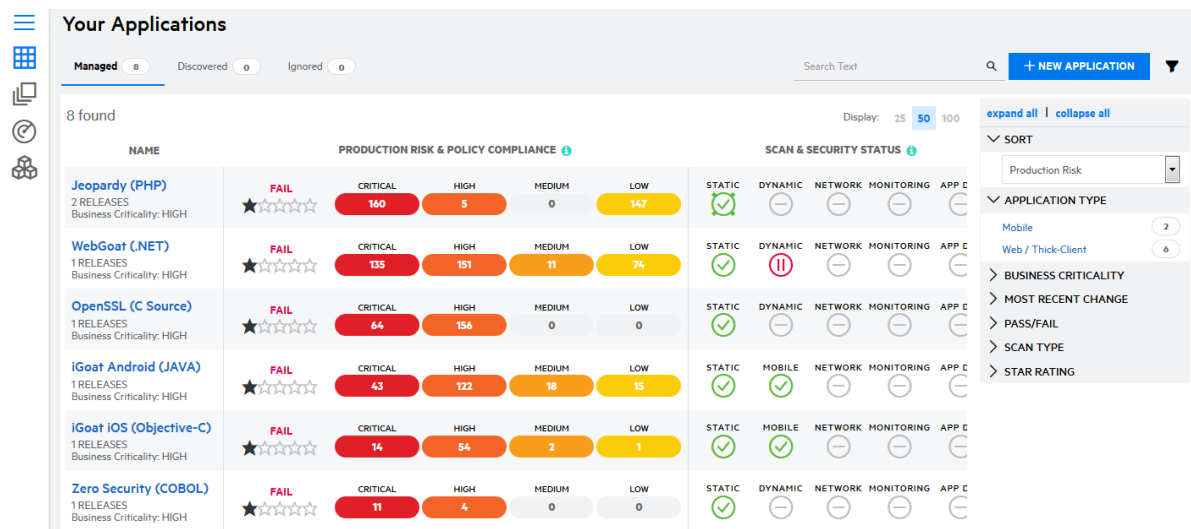 Your Applications
Managed 8 Discovered 0 Ignored 0
Search Text
+ NEW APPLICATION
8 found
Display: 25 50 100
NAME PRODUCTION RISK & POLICY COMPLIANCE SCAN & SECURITY STATUS
Jeopardy (PHP)
2 RELEASES
Business Criticality: HIGH
FAIL
CRITICAL HIGH MEDIUM LOW
160 5 0 147
STATIC DYNAMIC NETWORK MONITORING APP D
WebGoat (.NET)
1 RELEASES
Business Criticality: HIGH
FAIL
CRITICAL HIGH MEDIUM LOW
135 151 11 74
STATIC DYNAMIC NETWORK MONITORING APP D
OpenSSL (C Source)
1 RELEASES
Business Criticality: HIGH
FAIL
CRITICAL HIGH MEDIUM LOW
64 156 0 0
STATIC DYNAMIC NETWORK MONITORING APP D
iGoat Android (JAVA)
1 RELEASES
Business Criticality: HIGH
FAIL
CRITICAL HIGH MEDIUM LOW
43 122 18 15
STATIC MOBILE NETWORK MONITORING APP D
iGoat iOS (Objective-C)
1 RELEASES
Business Criticality: HIGH
FAIL
CRITICAL HIGH MEDIUM LOW
14 54 2 1
STATIC MOBILE NETWORK MONITORING APP D
Zero Security (COBOL)
1 RELEASES
Business Criticality: HIGH
FAIL
CRITICAL HIGH MEDIUM LOW
11 4 0 0
STATIC DYNAMIC NETWORK MONITORING APP D
expand all | collapse all
SORT
Production Risk
APPLICATION TYPE
Mobile 2
Web / Thick-Client 6
BUSINESS CRITICALITY
MOST RECENT CHANGE
PASS/FAIL
SCAN TYPE
STAR RATING